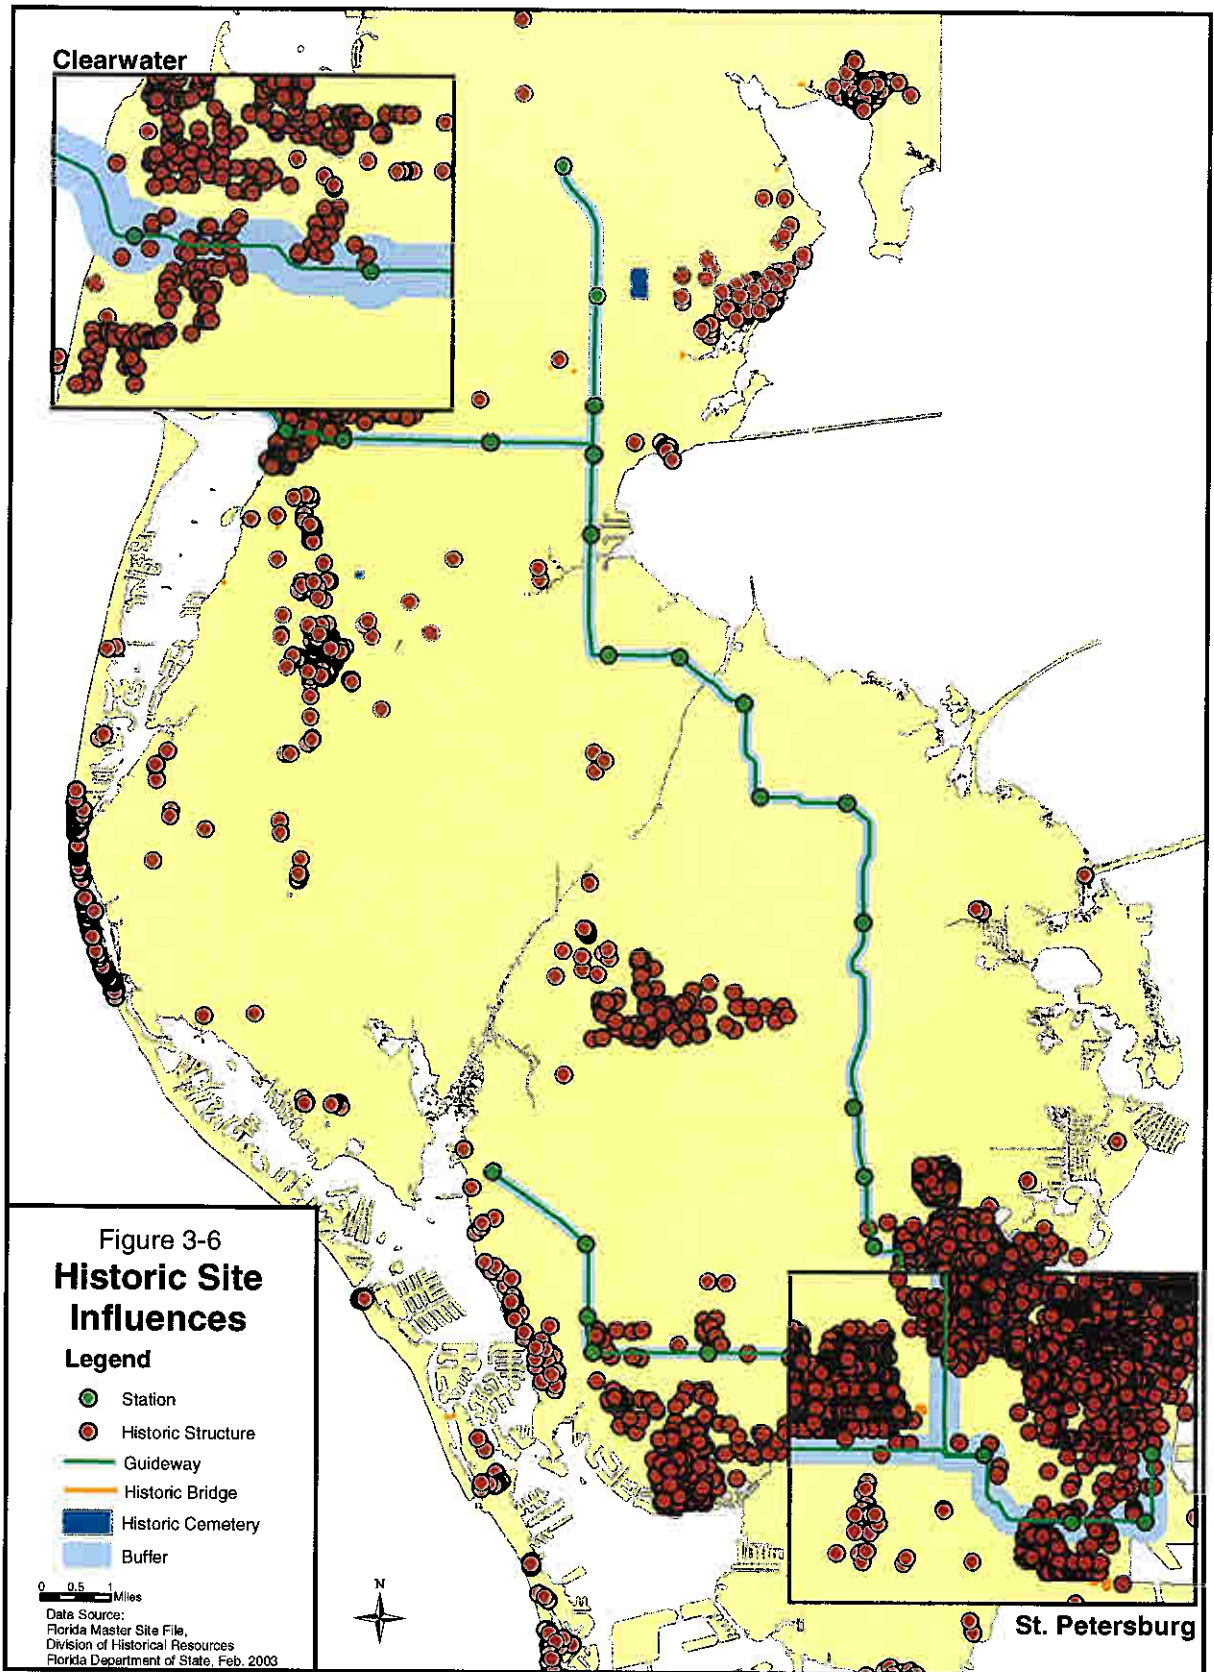 Clearwater
Figure 3-6
Historic Site
Influences
Legend
Station
Historic Structure
Guideway
Historic Bridge
Historic Cemetery
Buffer
0 0.5 1
Miles
Data Source:
Florida Master Site File,
Division of Historical Resources
Florida Department of State, Feb. 2003
N
St. Petersburg